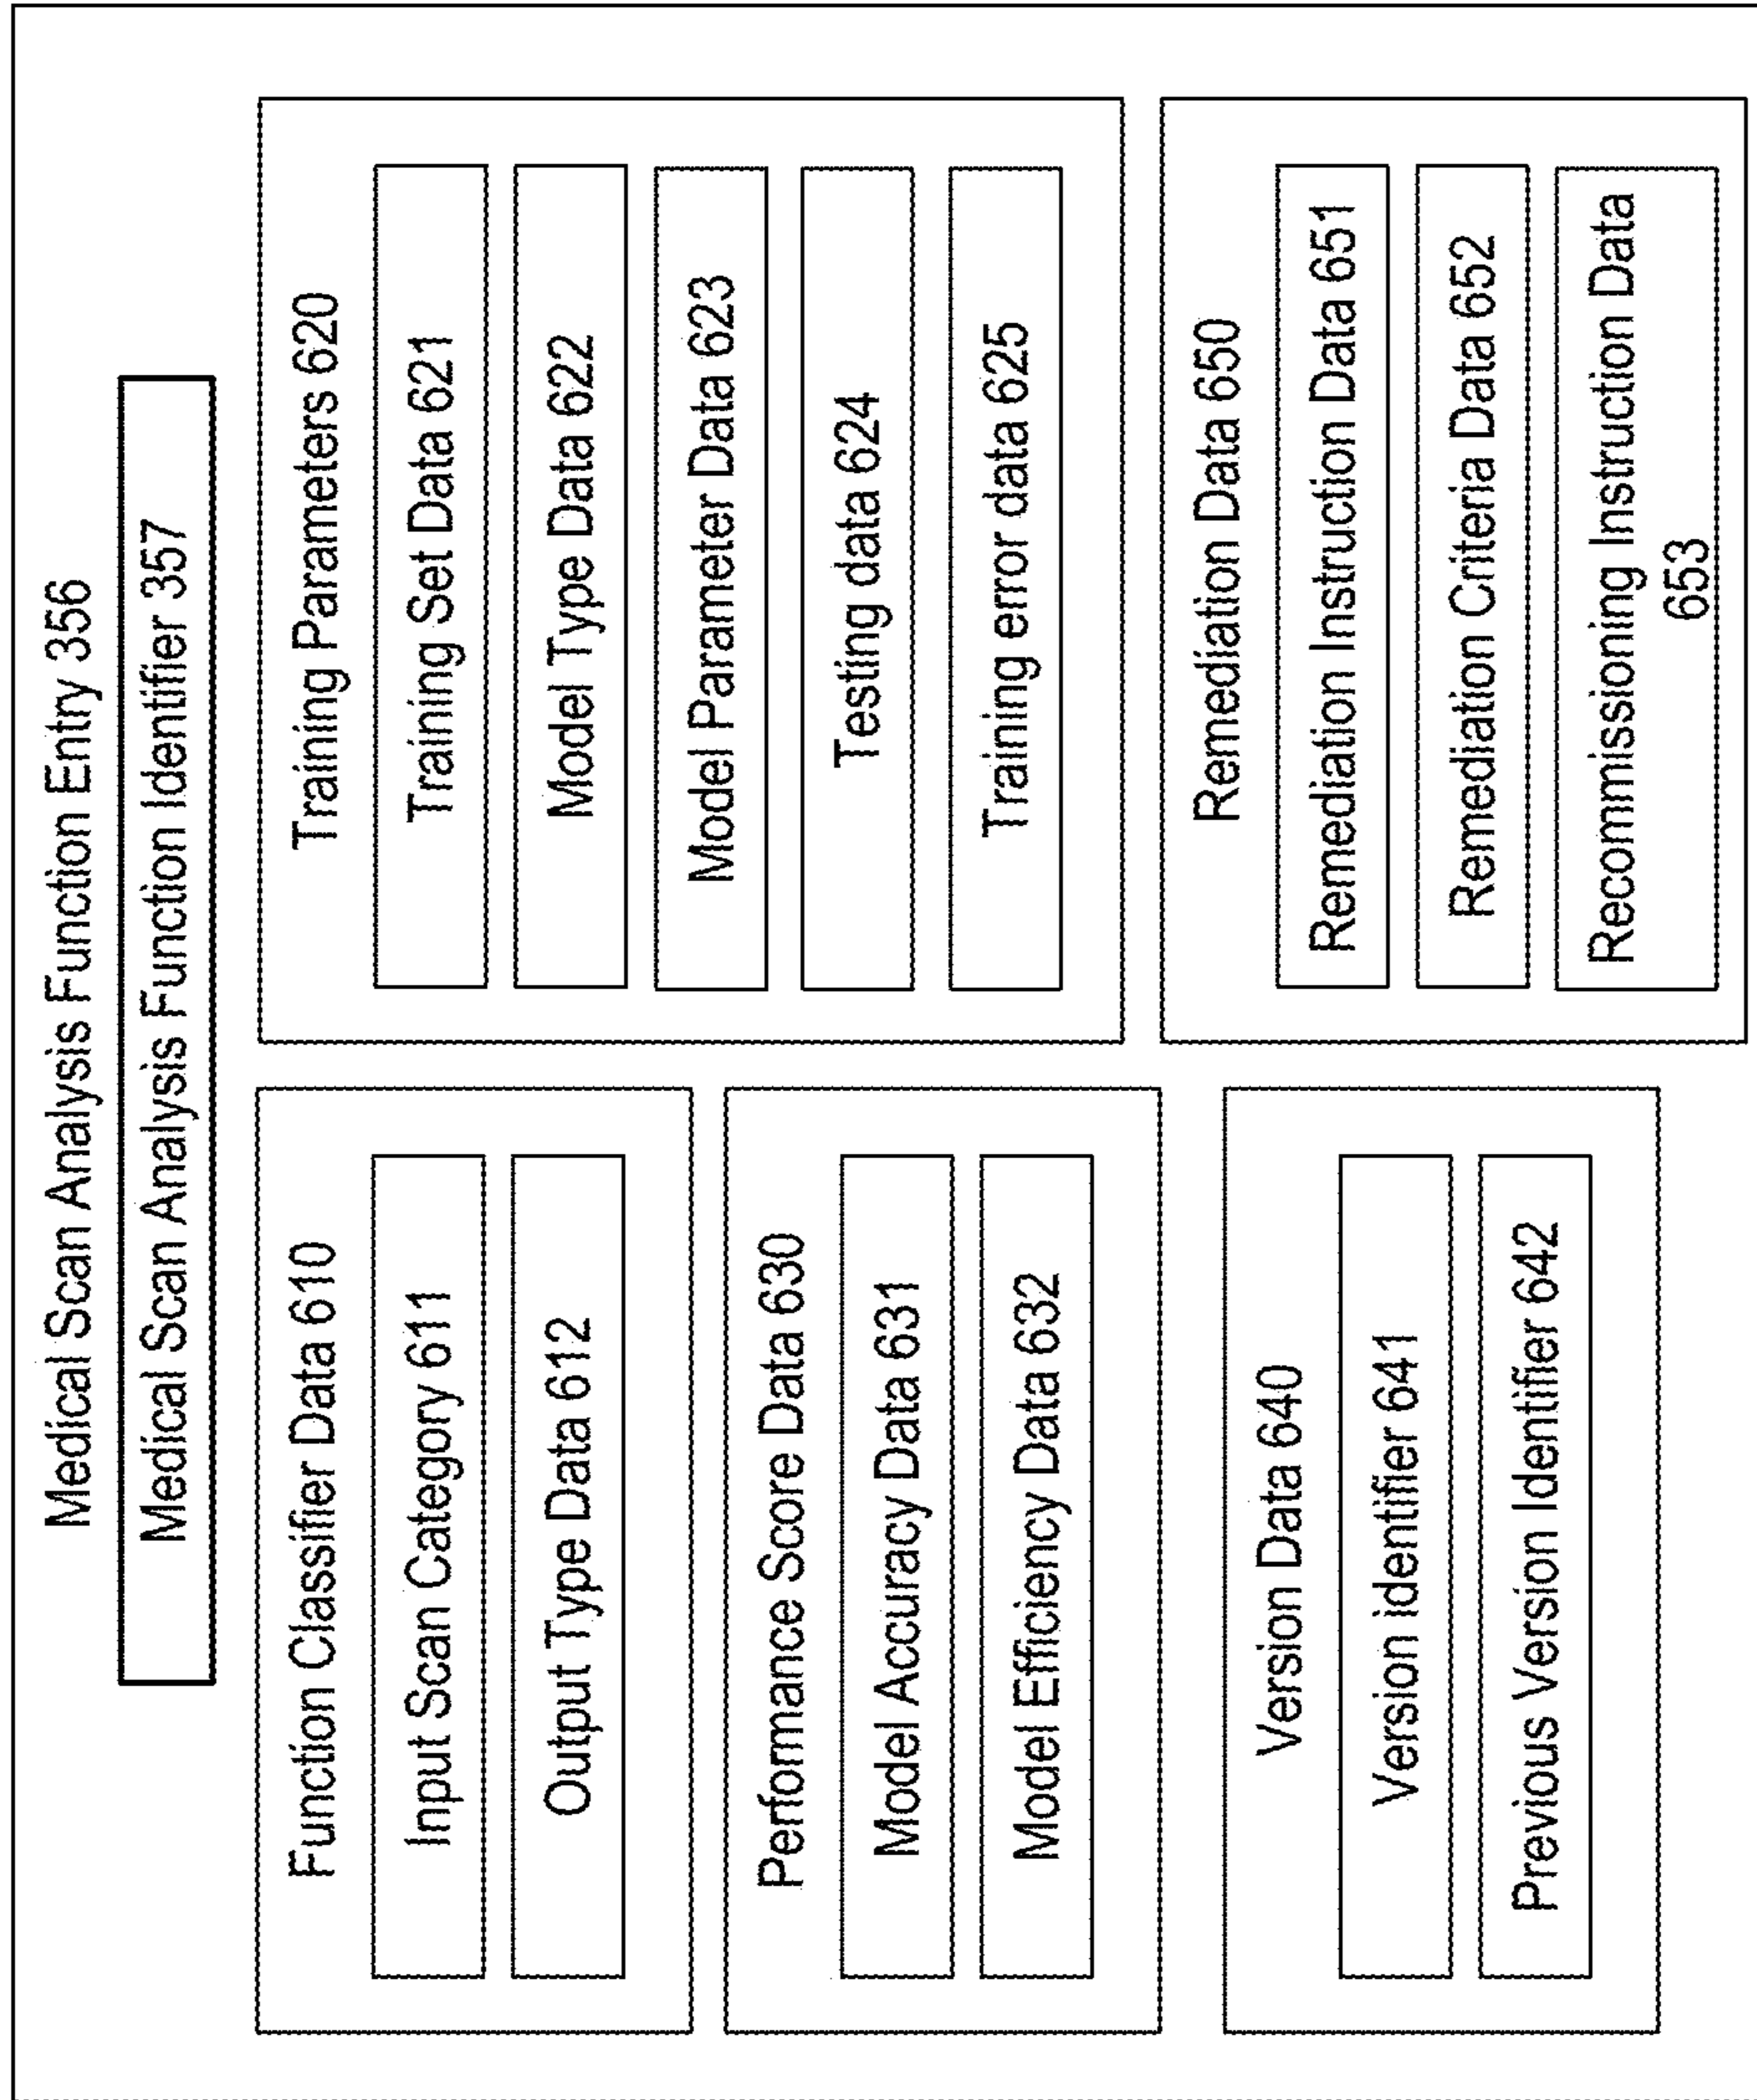 Medical Scan Analysis Function Entry 356
Medical Scan Analysis Function Identifier 357
Function Classifier Data 610
Input Scan Category 611
Output Type Data 612
Performance Score Data 630
Model Accuracy Data 631
Model Efficiency Data 632
Version Data 640
Version identifier 641
Previous Version Identifier 642
Training Parameters 620
Training Set Data 621
Model Type Data 622
Model Parameter Data 623
Testing data 624
Training error data 625
Remediation Data 650
Remediation Instruction Data 651
Remediation Criteria Data 652
Recommissioning Instruction Data
653